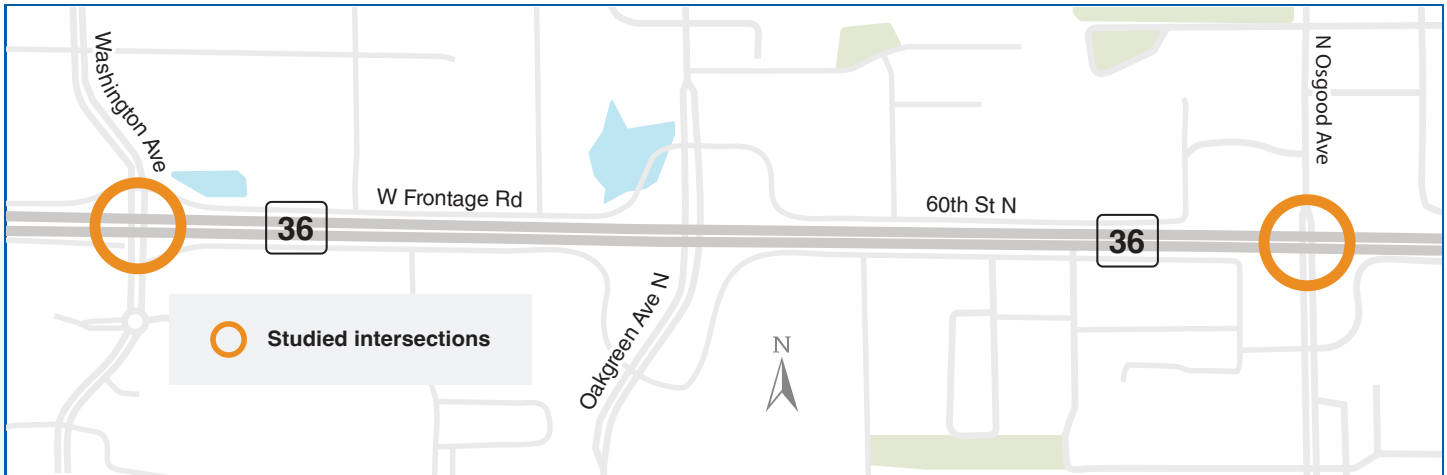 Washington Ave
N Osgood Ave
W Frontage Rd
60th St N
36
36
Oakgreen Ave N
Studied intersections
N